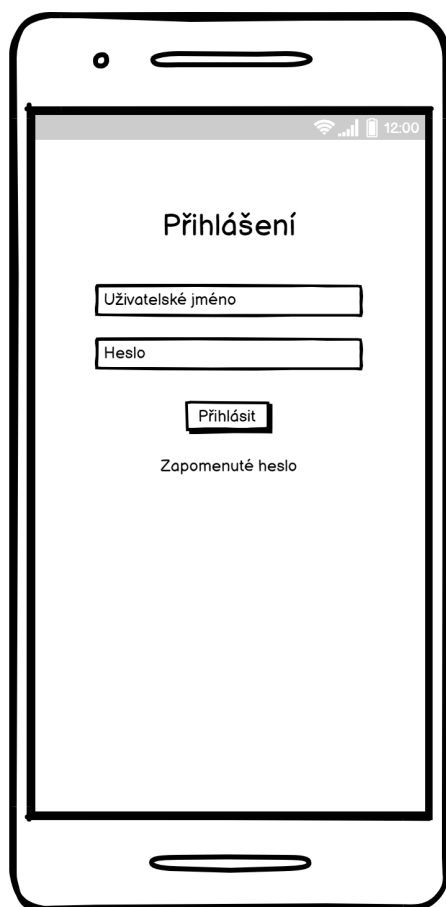 12:00
Přihlášení
Uživatelské jméno
Heslo
Přihlásit
Zapomenuté heslo